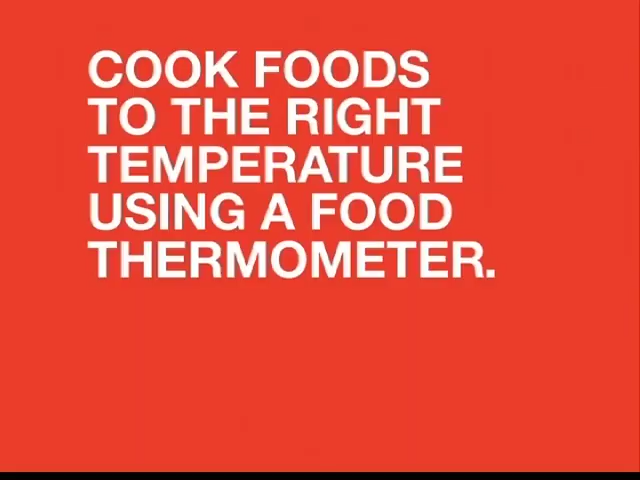 COOK FOODS
TO THE RIGHT
TEMPERATURE
USING A FOOD
THERMOMETER.